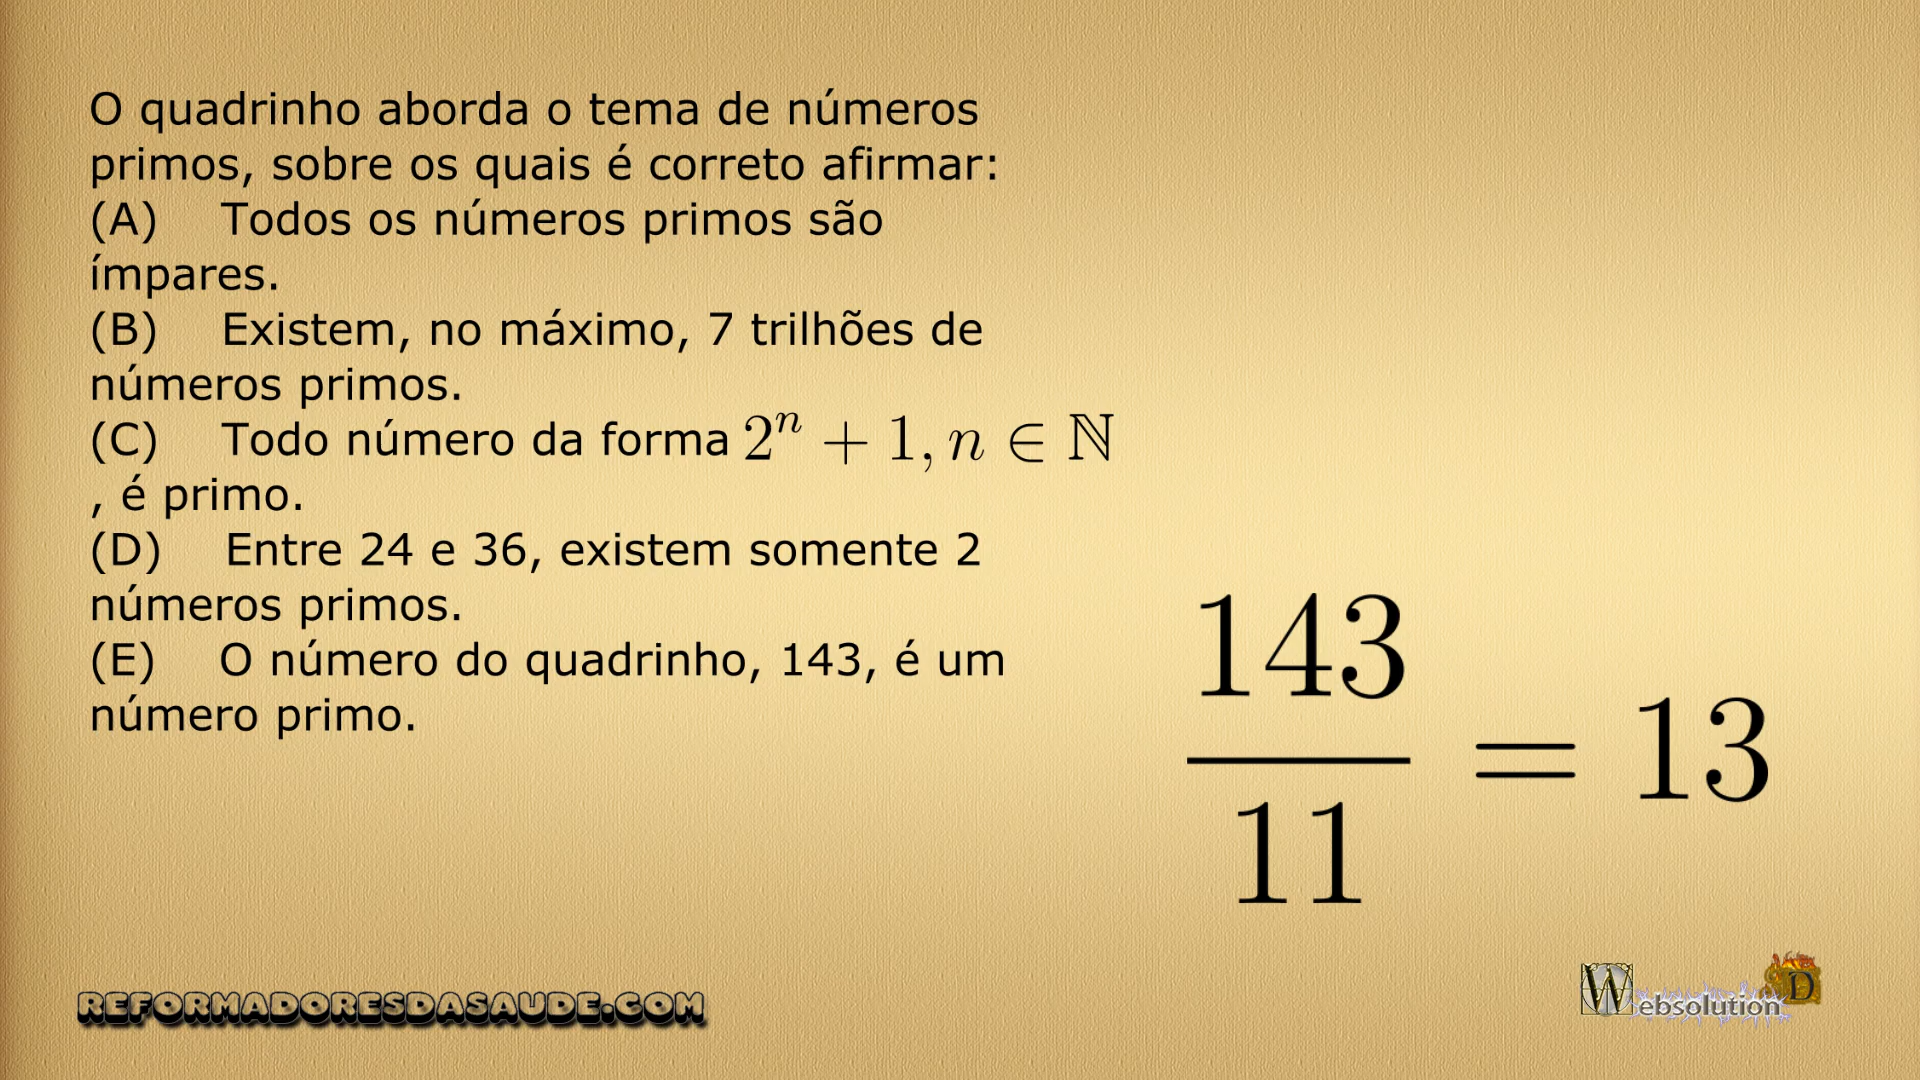 O quadrinho aborda o tema de números
primos, sobre os quais é correto afirmar:
(A) Todos os números primos são
ímpares.
(B) Existem, no máximo, 7 trilhões de
números primos.
(C) Todo número da forma 2^n + 1, n ∈ ℕ
, é primo.
(D) Entre 24 e 36, existem somente 2
números primos.
(E) O número do quadrinho, 143, é um
número primo.
143
= 13
11
REFORMADORESDASAUDE.COM
Websolution D